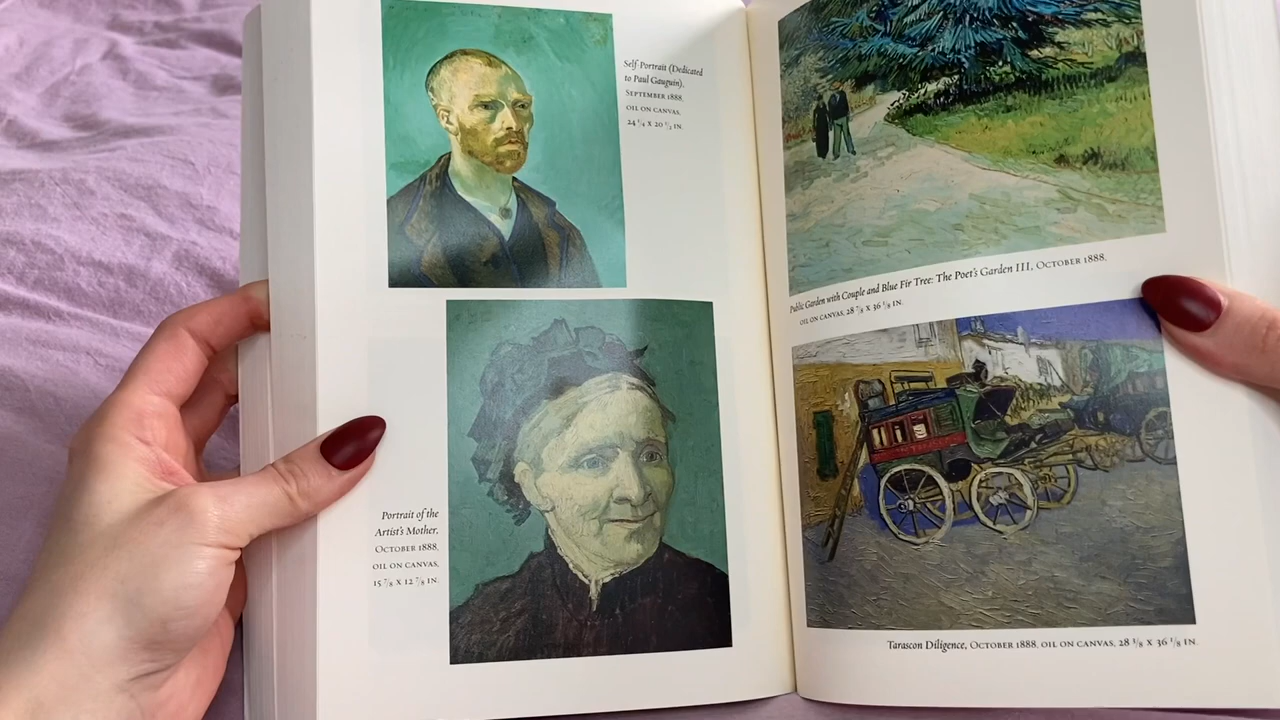 Self Portrait (Dedicated
to Paul Gauguin),
September 1888,
oil on canvas,
24 1/4 x 20 1/2 in.
Portrait of the
Artist's Mother,
October 1888,
oil on canvas,
15 7/8 x 12 7/8 in.
Public Garden with Couple and Blue Fir Tree: The Poet's Garden III, October 1888,
oil on canvas, 28 7/8 x 36 1/8 in.
Tarascon Diligence, October 1888, oil on canvas, 28 3/8 x 36 1/8 in.